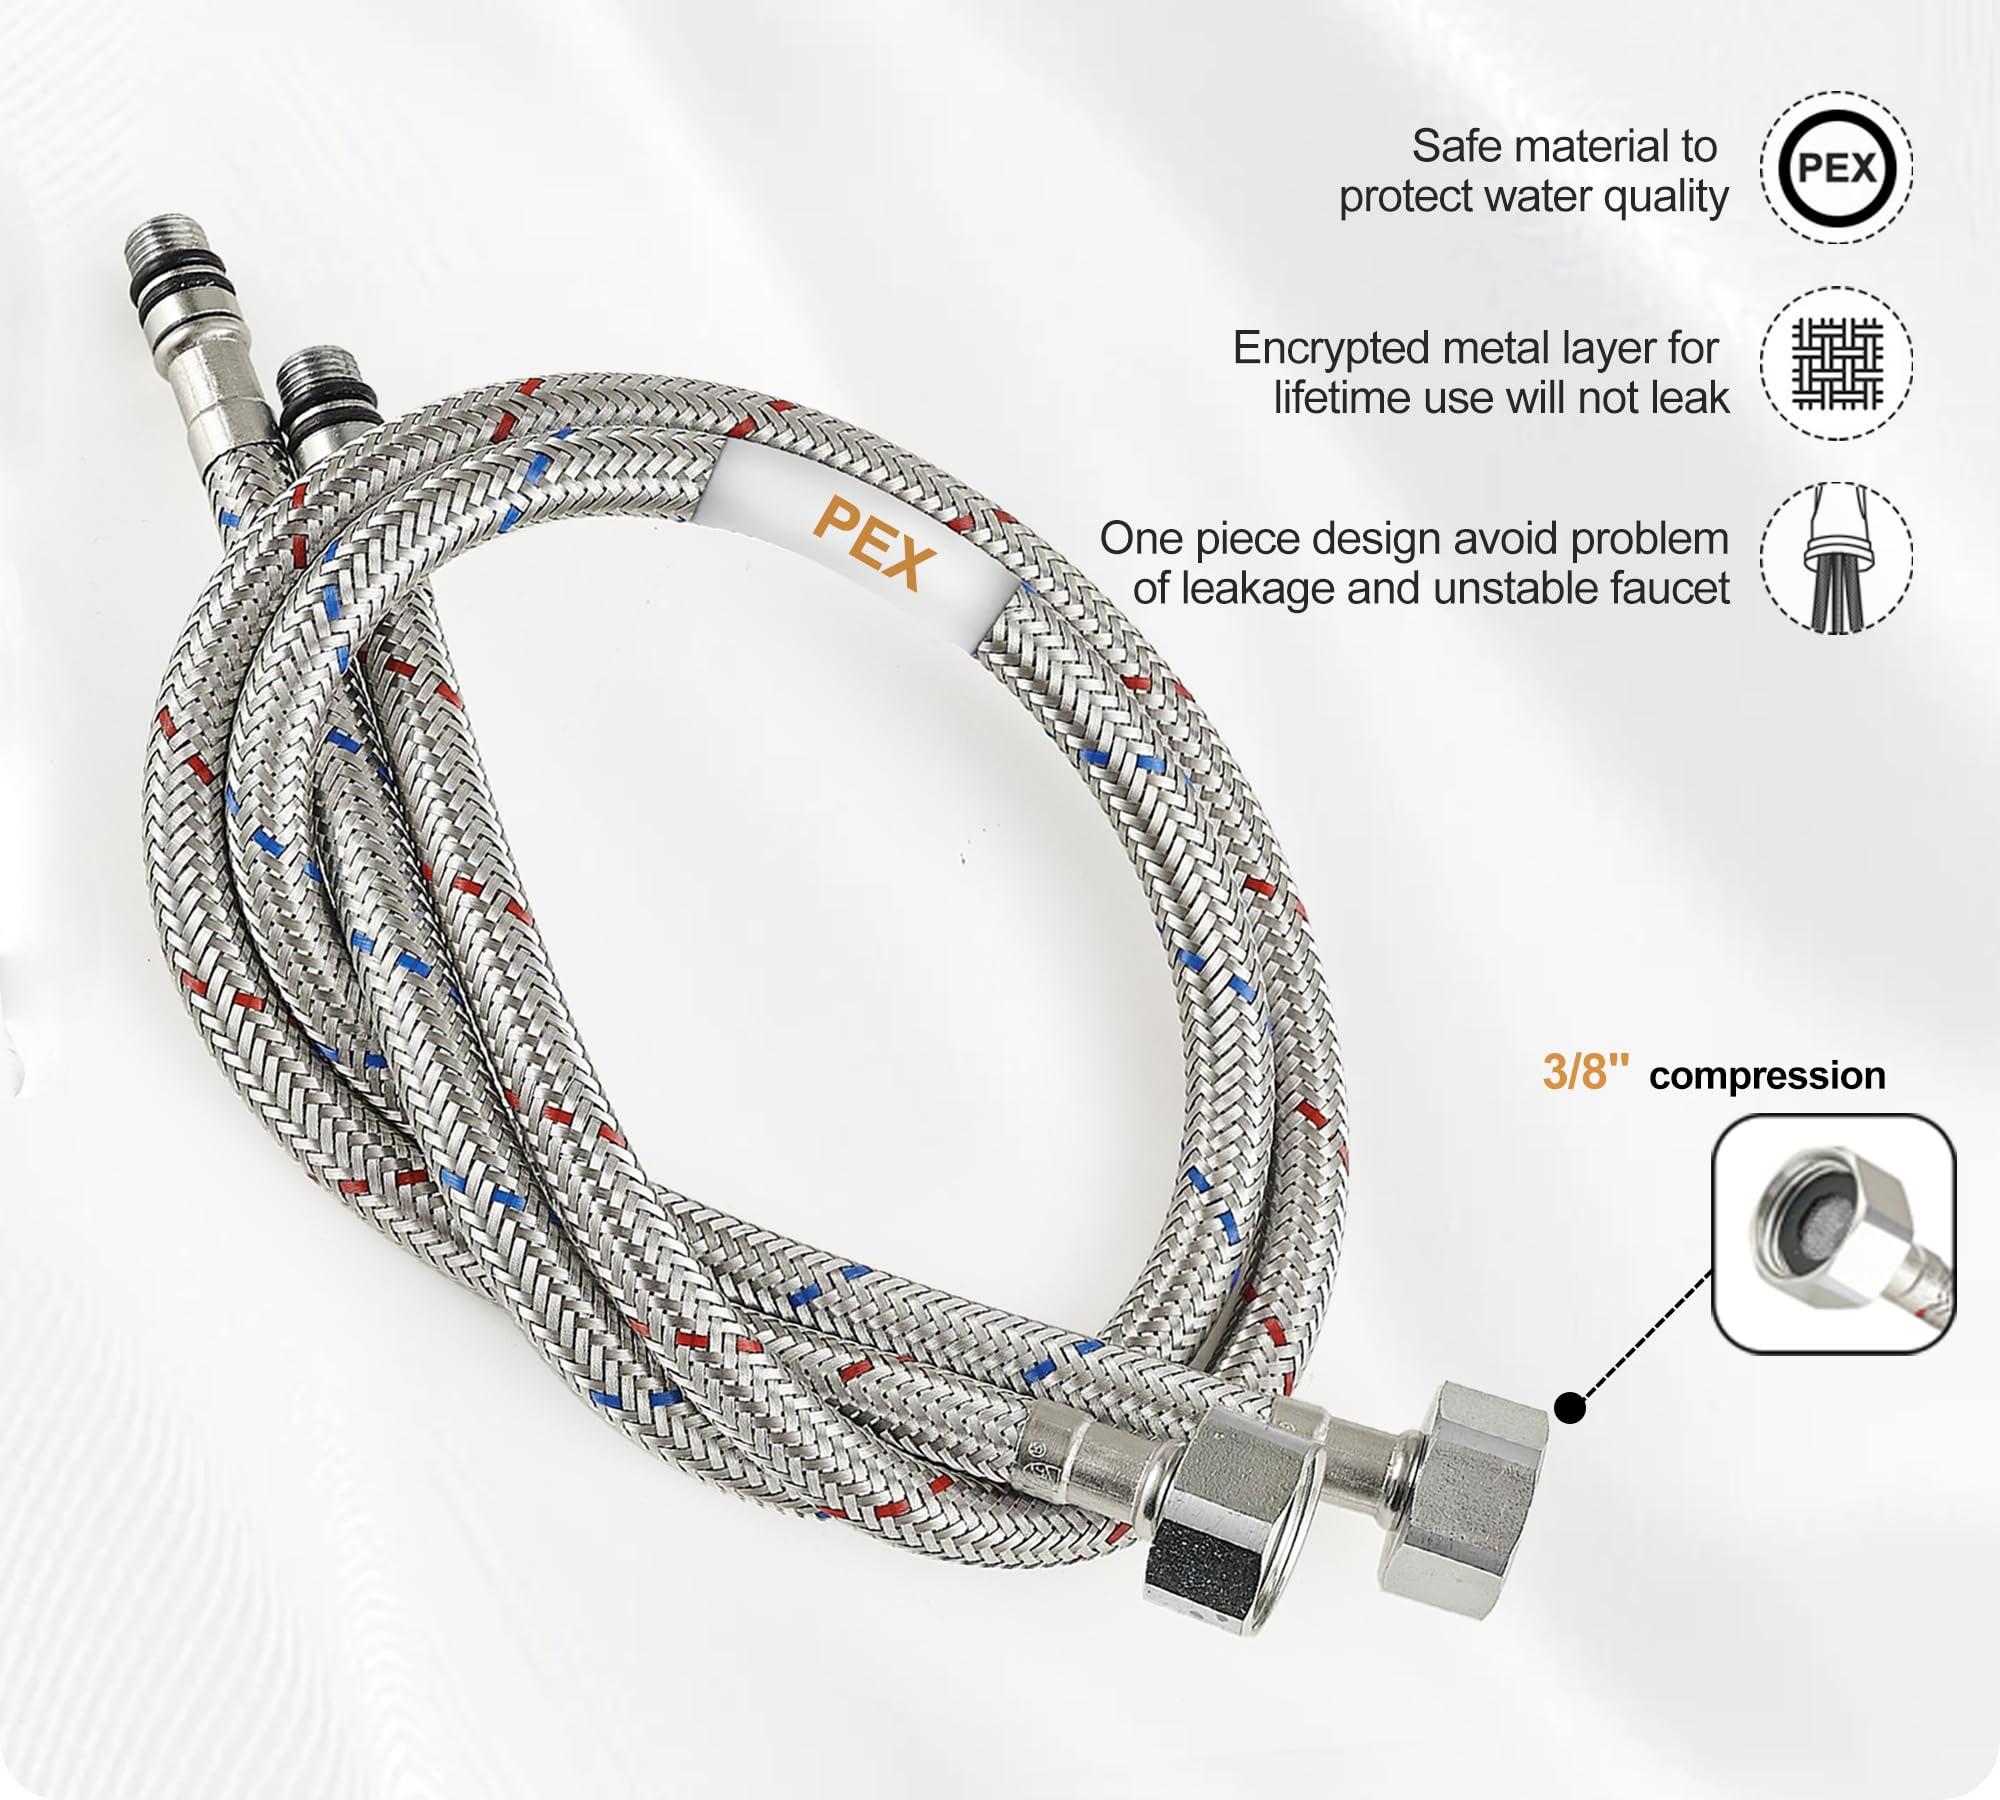 Safe material to
protect water quality
PEX
Encrypted metal layer for
lifetime use will not leak
PEX
One piece design avoid problem
of leakage and unstable faucet
3/8" compression